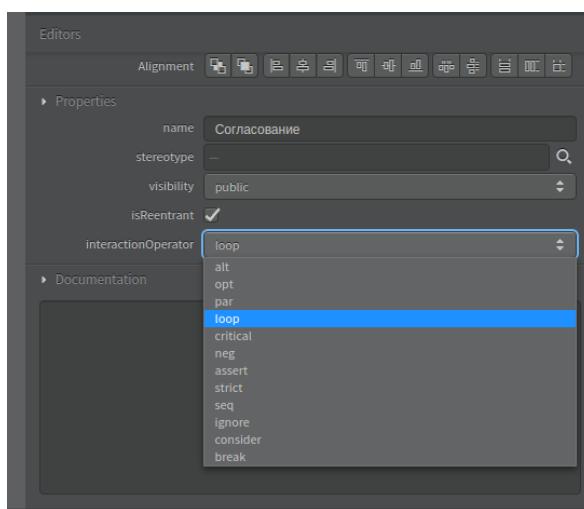 Editors
Alignment
Properties
name Согласование
stereotype —
visibility public
isReentrant
interactionOperator loop
Documentation
alt
opt
par
loop
critical
neg
assert
strict
seq
ignore
consider
break